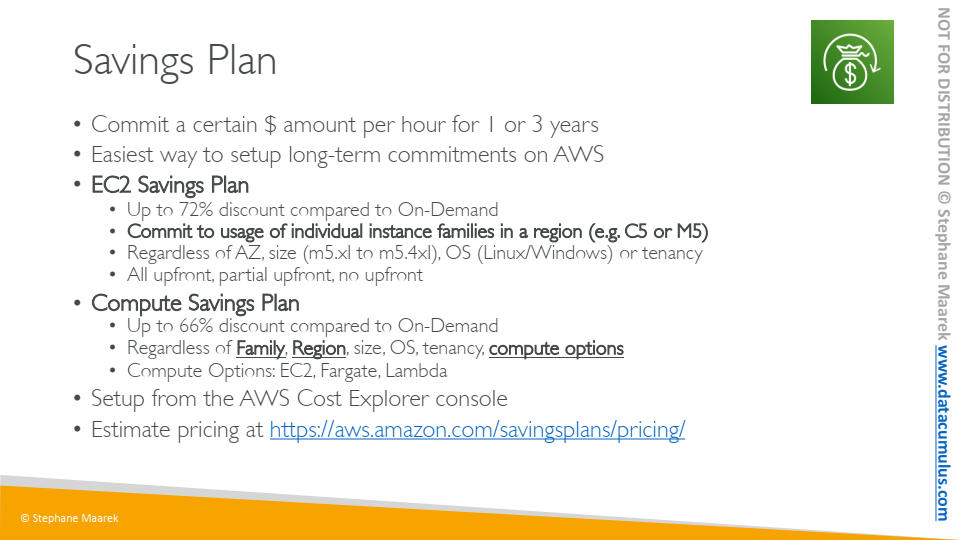 Savings Plan
• Commit a certain $ amount per hour for 1 or 3 years
• Easiest way to setup long-term commitments on AWS
• EC2 Savings Plan
• Up to 72% discount compared to On-Demand
• Commit to usage of individual instance families in a region (e.g. C5 or M5)
• Regardless of AZ, size (m5.xl to m5.4xl), OS (Linux/Windows) or tenancy
• All upfront, partial upfront, no upfront
• Compute Savings Plan
• Up to 66% discount compared to On-Demand
• Regardless of Family, Region, size, OS, tenancy, compute options
• Compute Options: EC2, Fargate, Lambda
• Setup from the AWS Cost Explorer console
• Estimate pricing at https://aws.amazon.com/savingsplans/pricing/
© Stephane Maarek
NOT FOR DISTRIBUTION © Stephane Maarek www.datacumulus.com
$